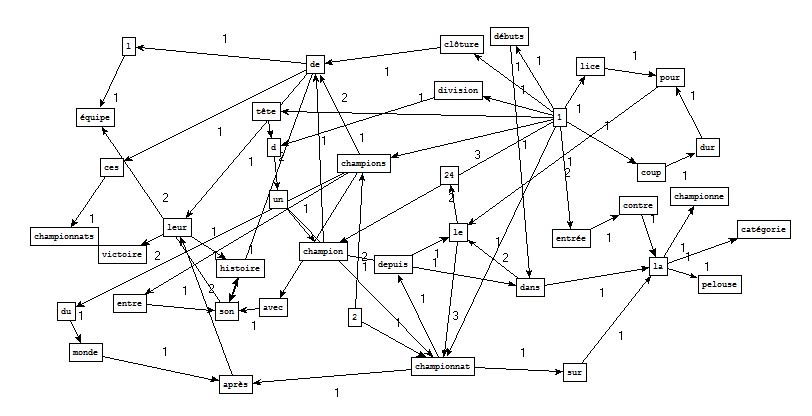 débuts
1
clôture
1
de
lice
1
1
1
pour
1
1
division
2
1
1
équipe
tête
1
l
1
1
d
1
dur
2
3
1
champions
ces
2
coup
1
24
un
2
championne
2
contre
1
1
1
leur
le
catégorie
championnats
1
entrée
1
1
victoire
champion
2
2
1
1
depuis
1
1
la
1
histoire
pelouse
1
2
dans
1
entre
avec
du
1
son
2
3
1
1
1
monde
1
1
championnat
sur
après
1